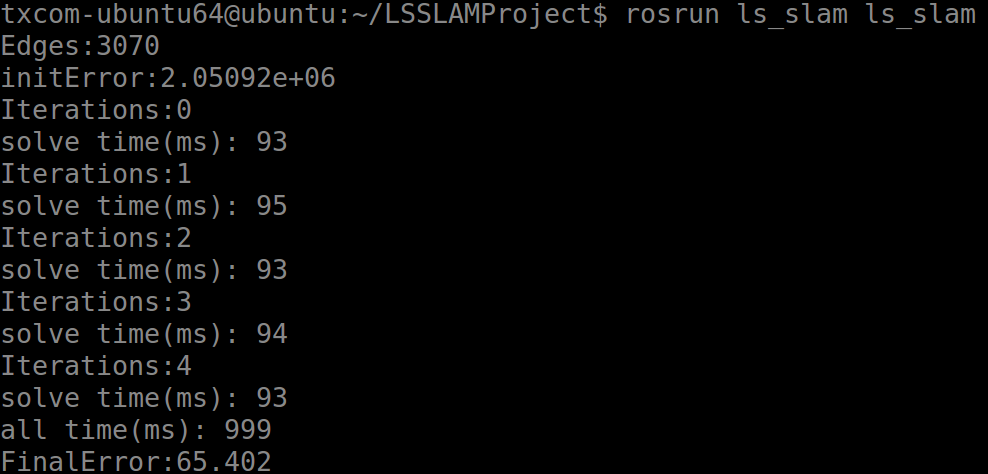 txcom-ubuntu64@ubuntu:~/LSSLAMProject$ rosrun ls_slam ls_slam
Edges:3070
initError:2.05092e+06
Iterations:0
solve time(ms): 93
Iterations:1
solve time(ms): 95
Iterations:2
solve time(ms): 93
Iterations:3
solve time(ms): 94
Iterations:4
solve time(ms): 93
all time(ms): 999
FinalError:65.402